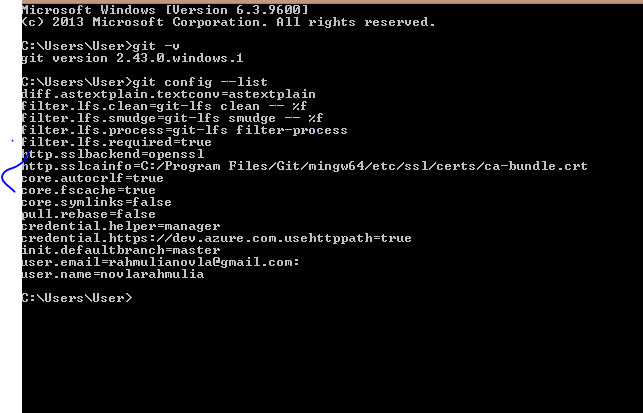 Microsoft Windows [Version 6.3.9600]
(c) 2013 Microsoft Corporation. All rights reserved.
C:\Users\User>git -v
git version 2.43.0.windows.1
C:\Users\User>git config --list
diff.astextplain.textconv=astextplain
filter.lfs.clean=git-lfs clean -- %f
filter.lfs.smudge=git-lfs smudge -- %f
filter.lfs.process=git-lfs filter-process
filter.lfs.required=true
http.sslbackend=openssl
http.sslcainfo=C:/Program Files/Git/mingw64/etc/ssl/certs/ca-bundle.crt
core.autocrlf=true
core.fscache=true
core.symlinks=false
pull.rebase=false
credential.helper=manager
credential.https://dev.azure.com.usehttppath=true
init.defaultbranch=master
user.email=rahmulianovla@gmail.com:
user.name=novlarahmulia
C:\Users\User>